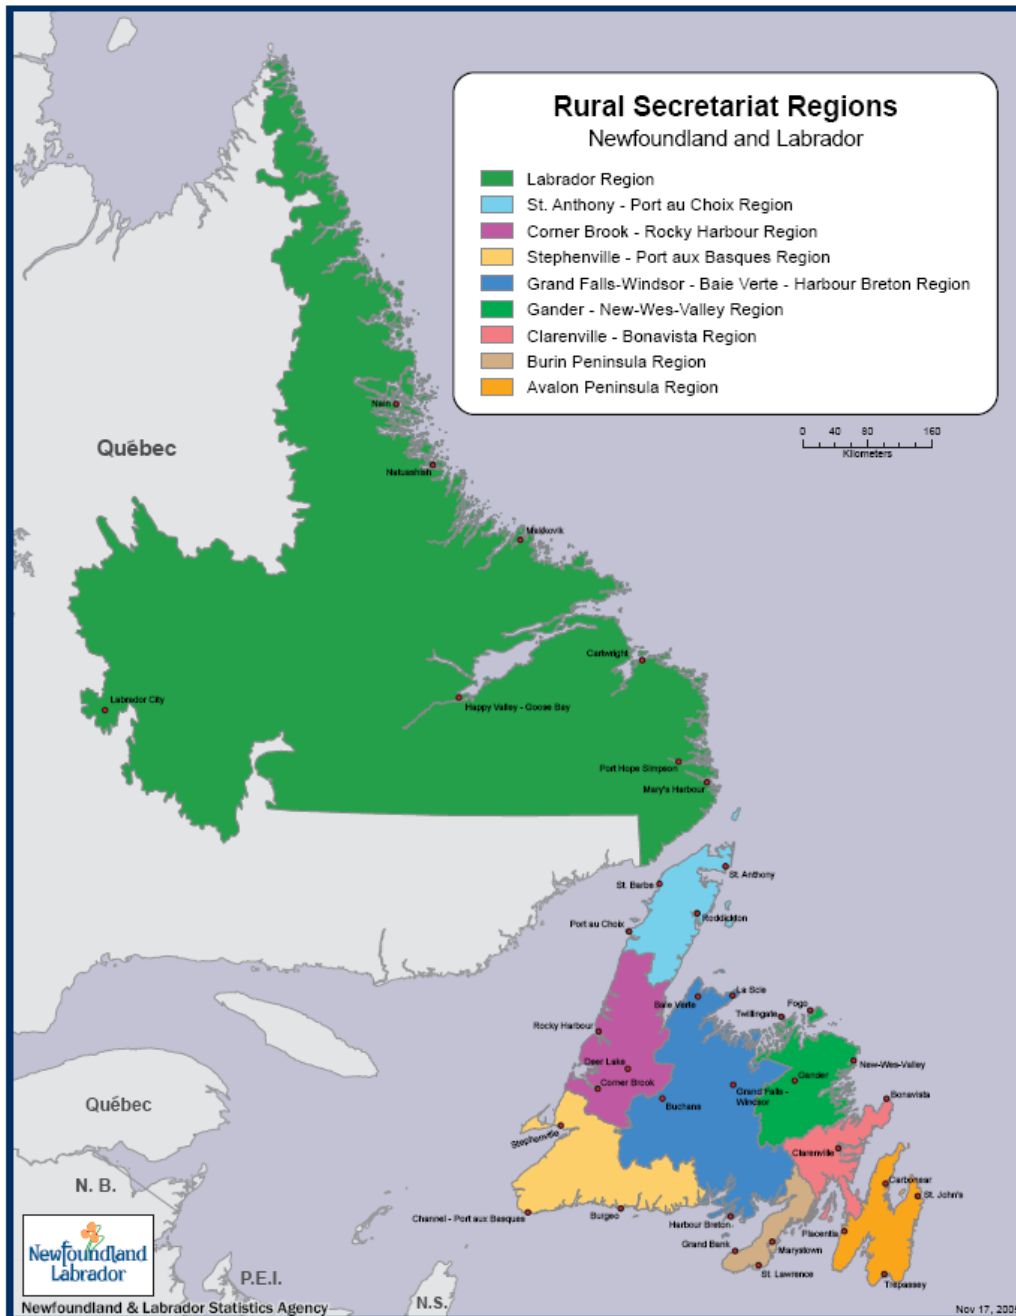 Rural Secretariat Regions
Newfoundland and Labrador
Labrador Region
St. Anthony - Port au Choix Region
Corner Brook - Rocky Harbour Region
Stephenville - Port aux Basques Region
Grand Falls-Windsor - Baie Verte - Harbour Breton Region
Gander - New-Wes-Valley Region
Clarenville - Bonavista Region
Burin Peninsula Region
Avalon Peninsula Region
0 40 80 160
Kilometers
Nain
Québec
Natuashish
Makkovik
Cartwright
Labrador City
Happy Valley - Goose Bay
Port Hope Simpson
Mary's Harbour
St. Anthony
St. Barbe
Roddickton
Port au Choix
La Scie
Baie Verte
Fogo
Twillingate
Rocky Harbour
New-Wes-Valley
Deer Lake
Gander
Corner Brook
Grand Falls -
Windsor
Buchans
Bonavista
Québec
Stephenville
Clarenville
Carbonear
N. B.
St. John's
Channel - Port aux Basques
Burgeo
Harbour Breton
Placentia
Grand Bank
Marystown
St. Lawrence
Trepassey
Newfoundland
Labrador
P.E.I.
N.S.
Newfoundland & Labrador Statistics Agency
Nov 17, 2005